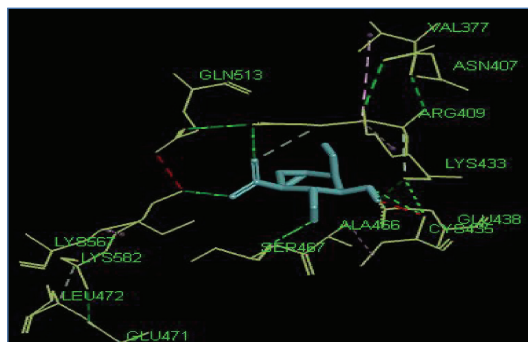 VAL377
ASN407
GLN513
ARG409
LYS433
GLU438
ALA466
CYS435
SER467
LYS567
LYS582
LEU472
GLU471